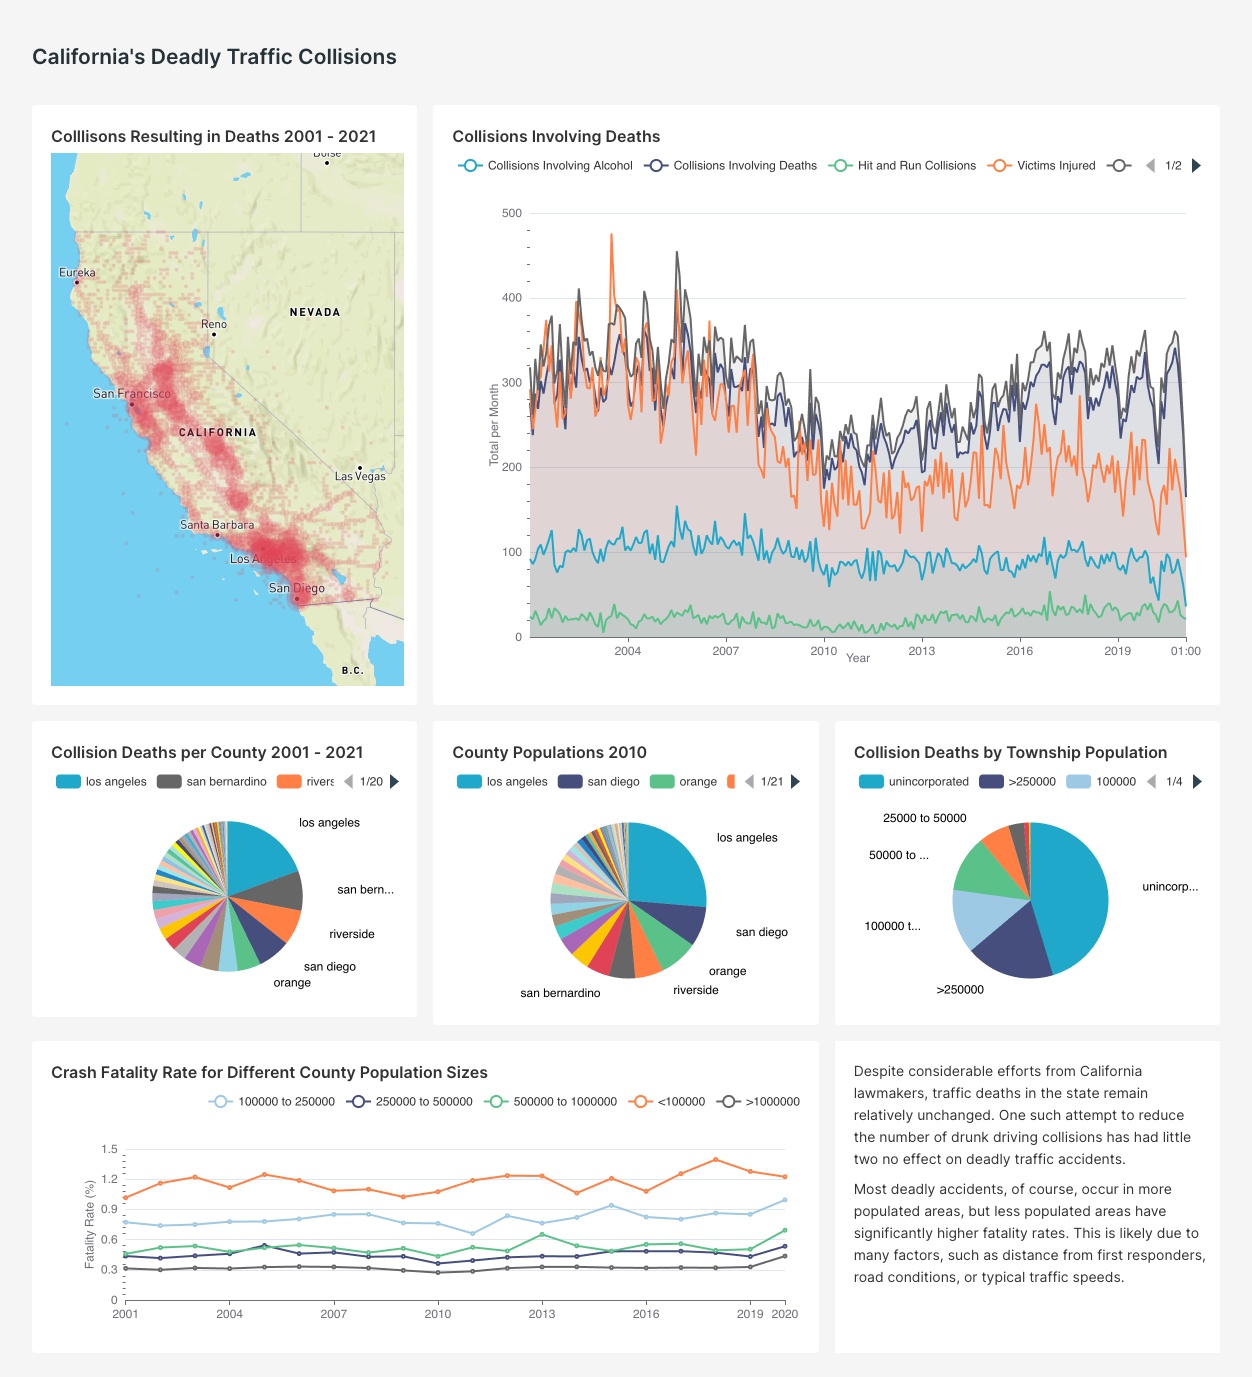 California's Deadly Traffic Collisions
Colllisons Resulting in Deaths 2001 - 2021
Boise
Eureka
NEVADA
Reno
San Francisco
CALIFORNIA
Las Vegas
Santa Barbara
Los Angeles
San Diego
B.C.
Collisions Involving Deaths
Collisions Involving Alcohol Collisions Involving Deaths Hit and Run Collisions Victims Injured 1/2
500
400
300
200
100
0
Total per Month
2004 2007 2010 2013 2016 2019 01:00
Year
Collision Deaths per County 2001 - 2021
los angeles san bernardino rivers 1/20
los angeles
san bern...
riverside
san diego
orange
County Populations 2010
los angeles san diego orange 1/21
los angeles
san diego
orange
riverside
san bernardino
Collision Deaths by Township Population
unincorporated >250000 100000 1/4
25000 to 50000
50000 to ...
unincorp...
100000 t...
>250000
Crash Fatality Rate for Different County Population Sizes
100000 to 250000 250000 to 500000 500000 to 1000000 <100000 >1000000
1.5
1.2
0.9
0.6
0.3
0
Fatality Rate (%)
2001 2004 2007 2010 2013 2016 2019 2020
Despite considerable efforts from California
lawmakers, traffic deaths in the state remain
relatively unchanged. One such attempt to reduce
the number of drunk driving collisions has had little
two no effect on deadly traffic accidents.
Most deadly accidents, of course, occur in more
populated areas, but less populated areas have
significantly higher fatality rates. This is likely due to
many factors, such as distance from first responders,
road conditions, or typical traffic speeds.